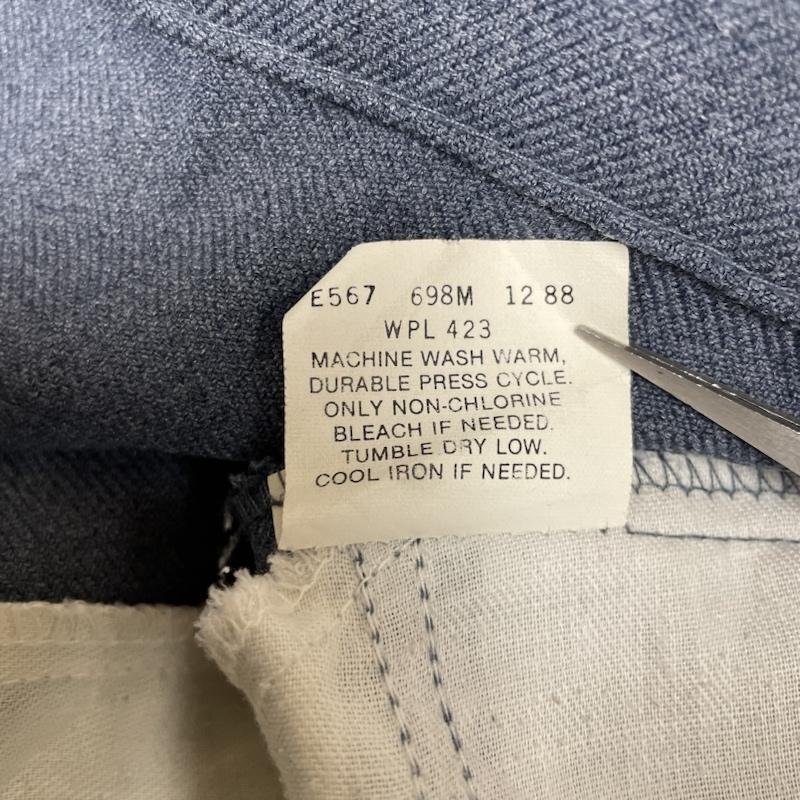 E567 698M 12 88
WPL 423
MACHINE WASH WARM,
DURABLE PRESS CYCLE.
ONLY NON-CHLORINE
BLEACH IF NEEDED.
TUMBLE DRY LOW.
COOL IRON IF NEEDED.